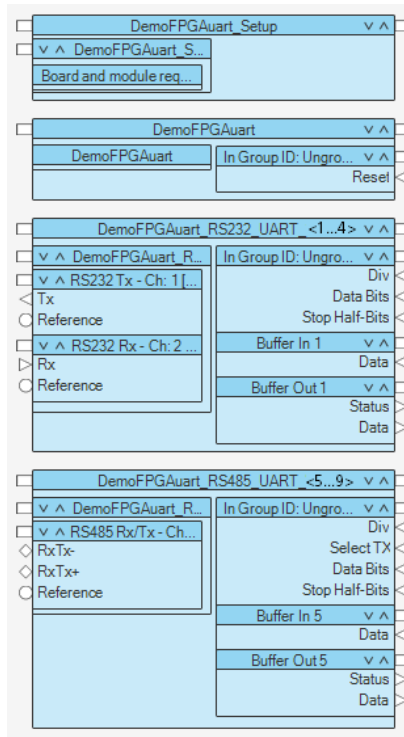 DemoFPGAuart_Setup
DemoFPGAuart_S...
Board and module req...
DemoFPGAuart
DemoFPGAuart
In Group ID: Ungro...
Reset
DemoFPGAuart_RS232_UART_<1...4>
DemoFPGAuart_R...
In Group ID: Ungro...
RS232 Tx - Ch: 1 [...
Div
Tx
Data Bits
Reference
Stop Half-Bits
RS232 Rx - Ch: 2 ...
Buffer In 1
Rx
Data
Reference
Buffer Out 1
Status
Data
DemoFPGAuart_RS485_UART_<5...9>
DemoFPGAuart_R...
In Group ID: Ungro...
RS485 Rx/Tx - Ch...
Div
RxTx-
Select TX
RxTx+
Data Bits
Reference
Stop Half-Bits
Buffer In 5
Data
Buffer Out 5
Status
Data